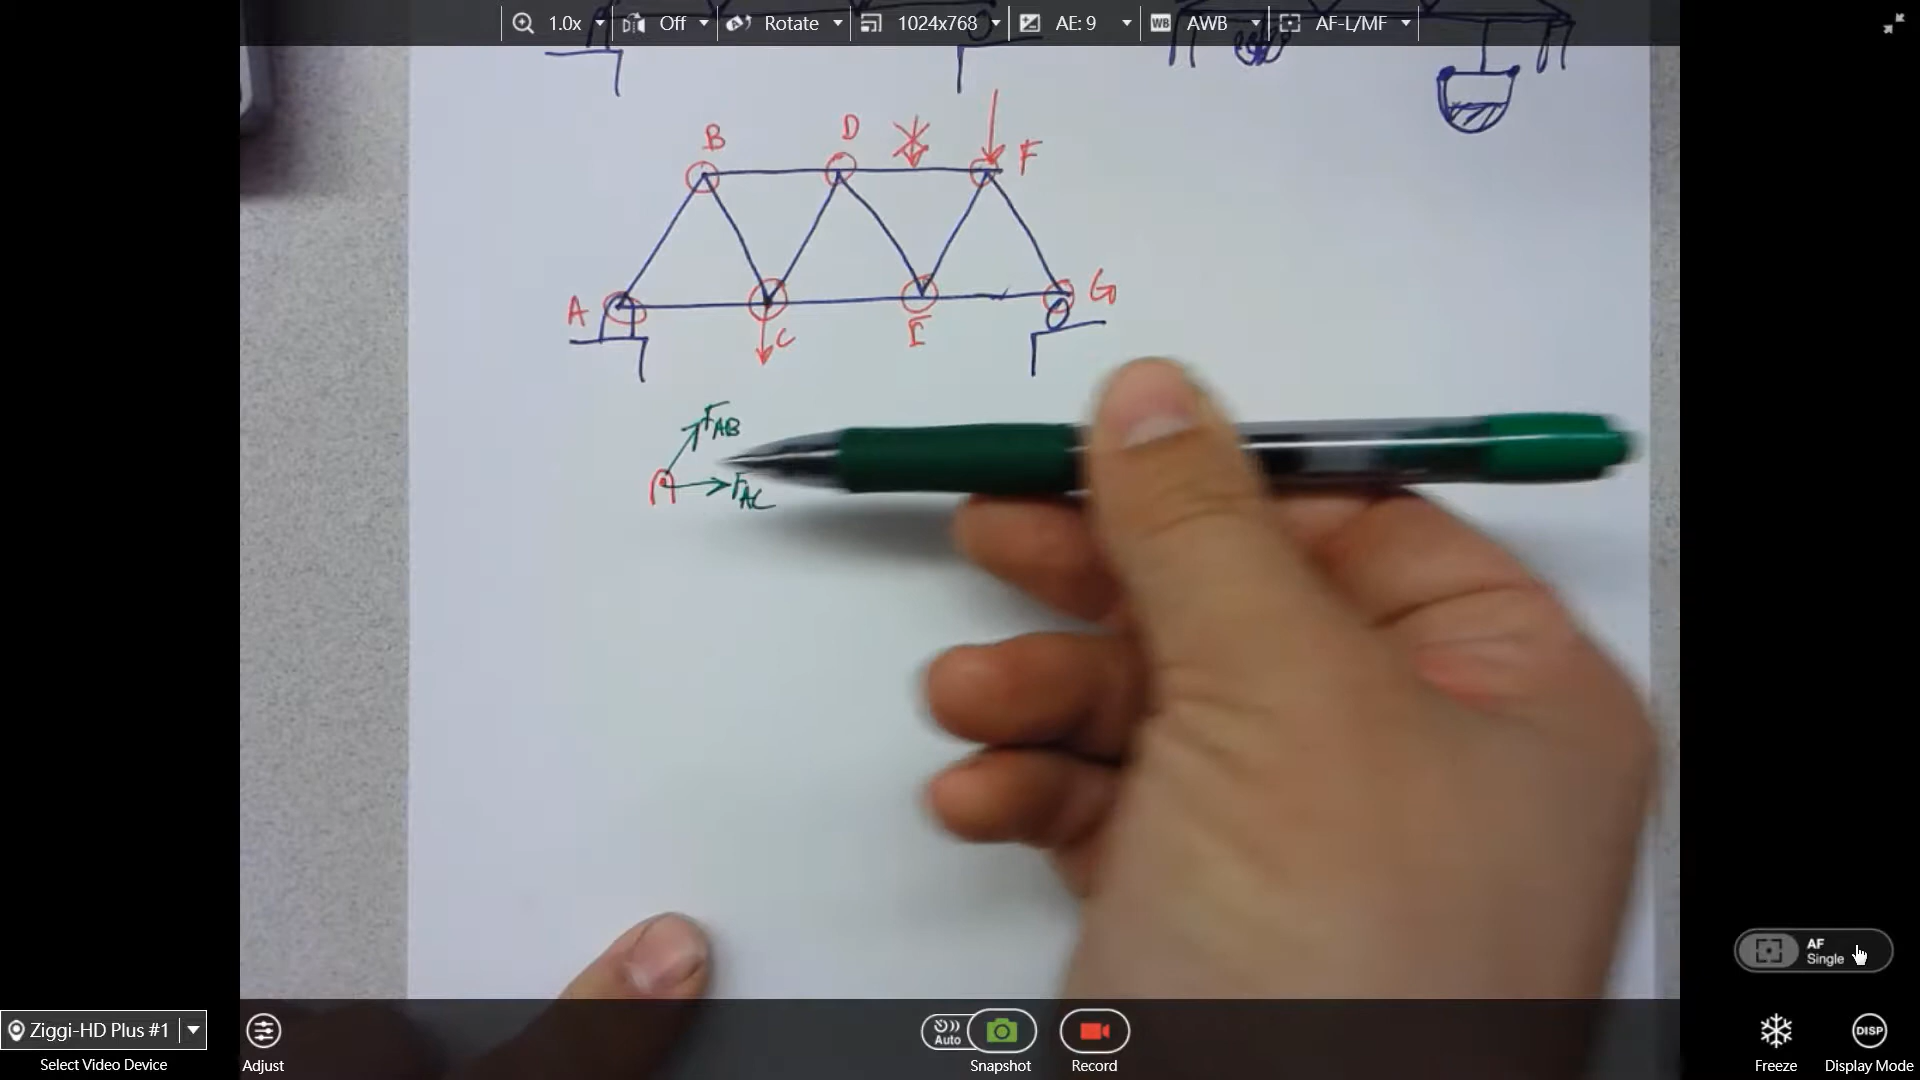 1.0x Off Rotate 1024x768 AE: 9 WB AWB AF-L/MF
B D F
A C E G
FAB
A FAC
AF
Single
Ziggi-HD Plus #1
Select Video Device
Adjust
Auto
Snapshot
Record
Freeze
DISP
Display Mode